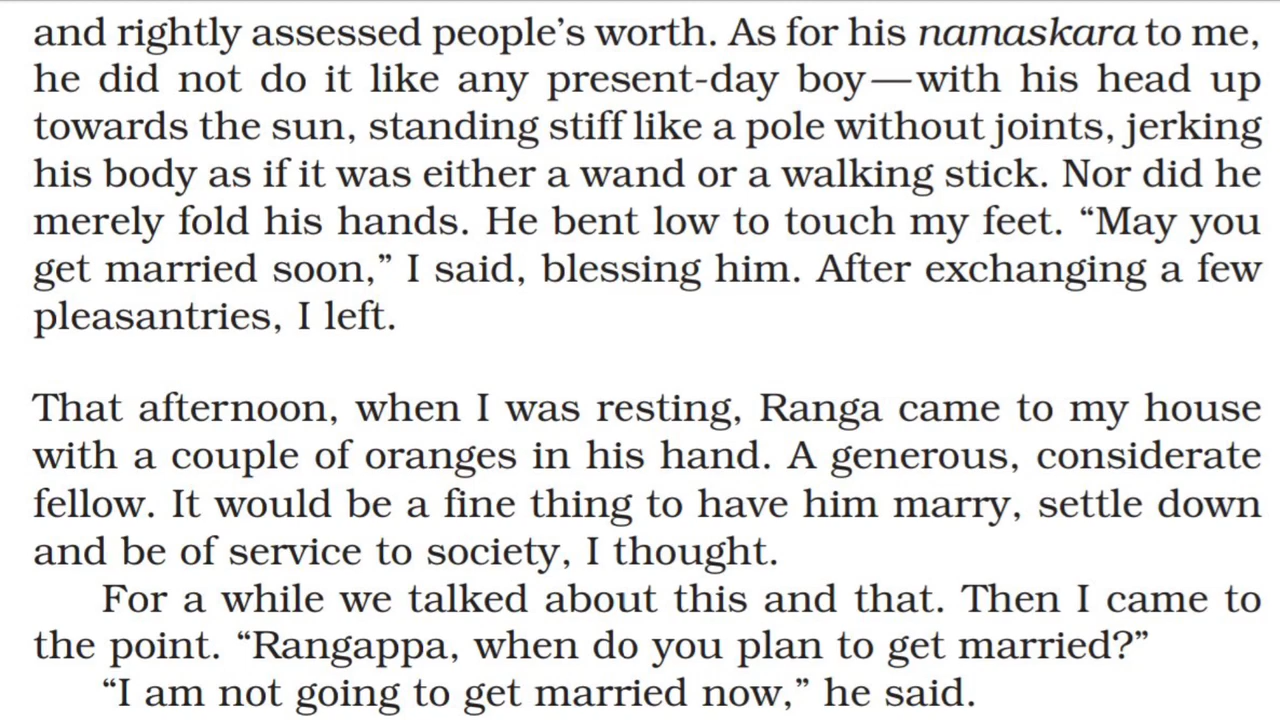 and rightly assessed people’s worth. As for his namaskara to me,
he did not do it like any present-day boy—with his head up
towards the sun, standing stiff like a pole without joints, jerking
his body as if it was either a wand or a walking stick. Nor did he
merely fold his hands. He bent low to touch my feet. “May you
get married soon,” I said, blessing him. After exchanging a few
pleasantries, I left.
That afternoon, when I was resting, Ranga came to my house
with a couple of oranges in his hand. A generous, considerate
fellow. It would be a fine thing to have him marry, settle down
and be of service to society, I thought.
For a while we talked about this and that. Then I came to
the point. “Rangappa, when do you plan to get married?”
“I am not going to get married now,” he said.